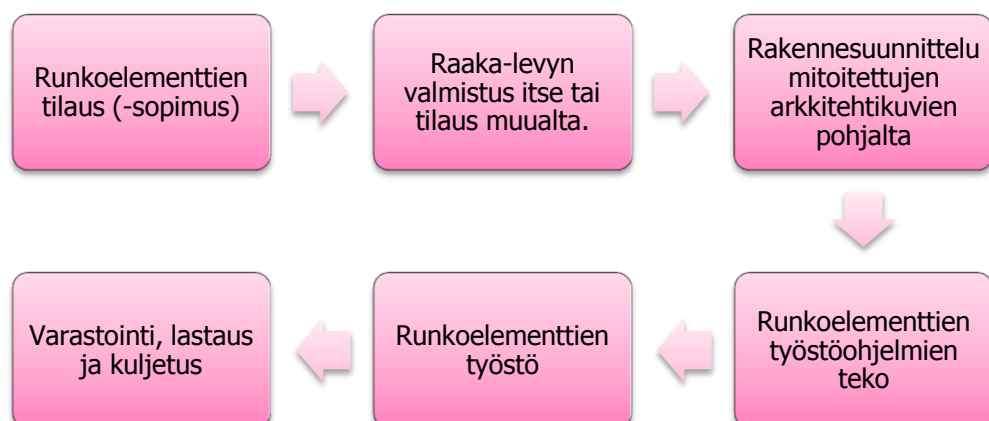 Runkoelementtien
tilaus (-sopimus)
Raaka-levyn
valmistus itse tai
tilaus muualta.
Rakennesuunnittelu
mitoitettujen
arkkitehtikuvien
pohjalta
Runkoelementtien
työstöohjelmien
teko
Runkoelementtien
työstö
Varastointi, lastaus
ja kuljetus